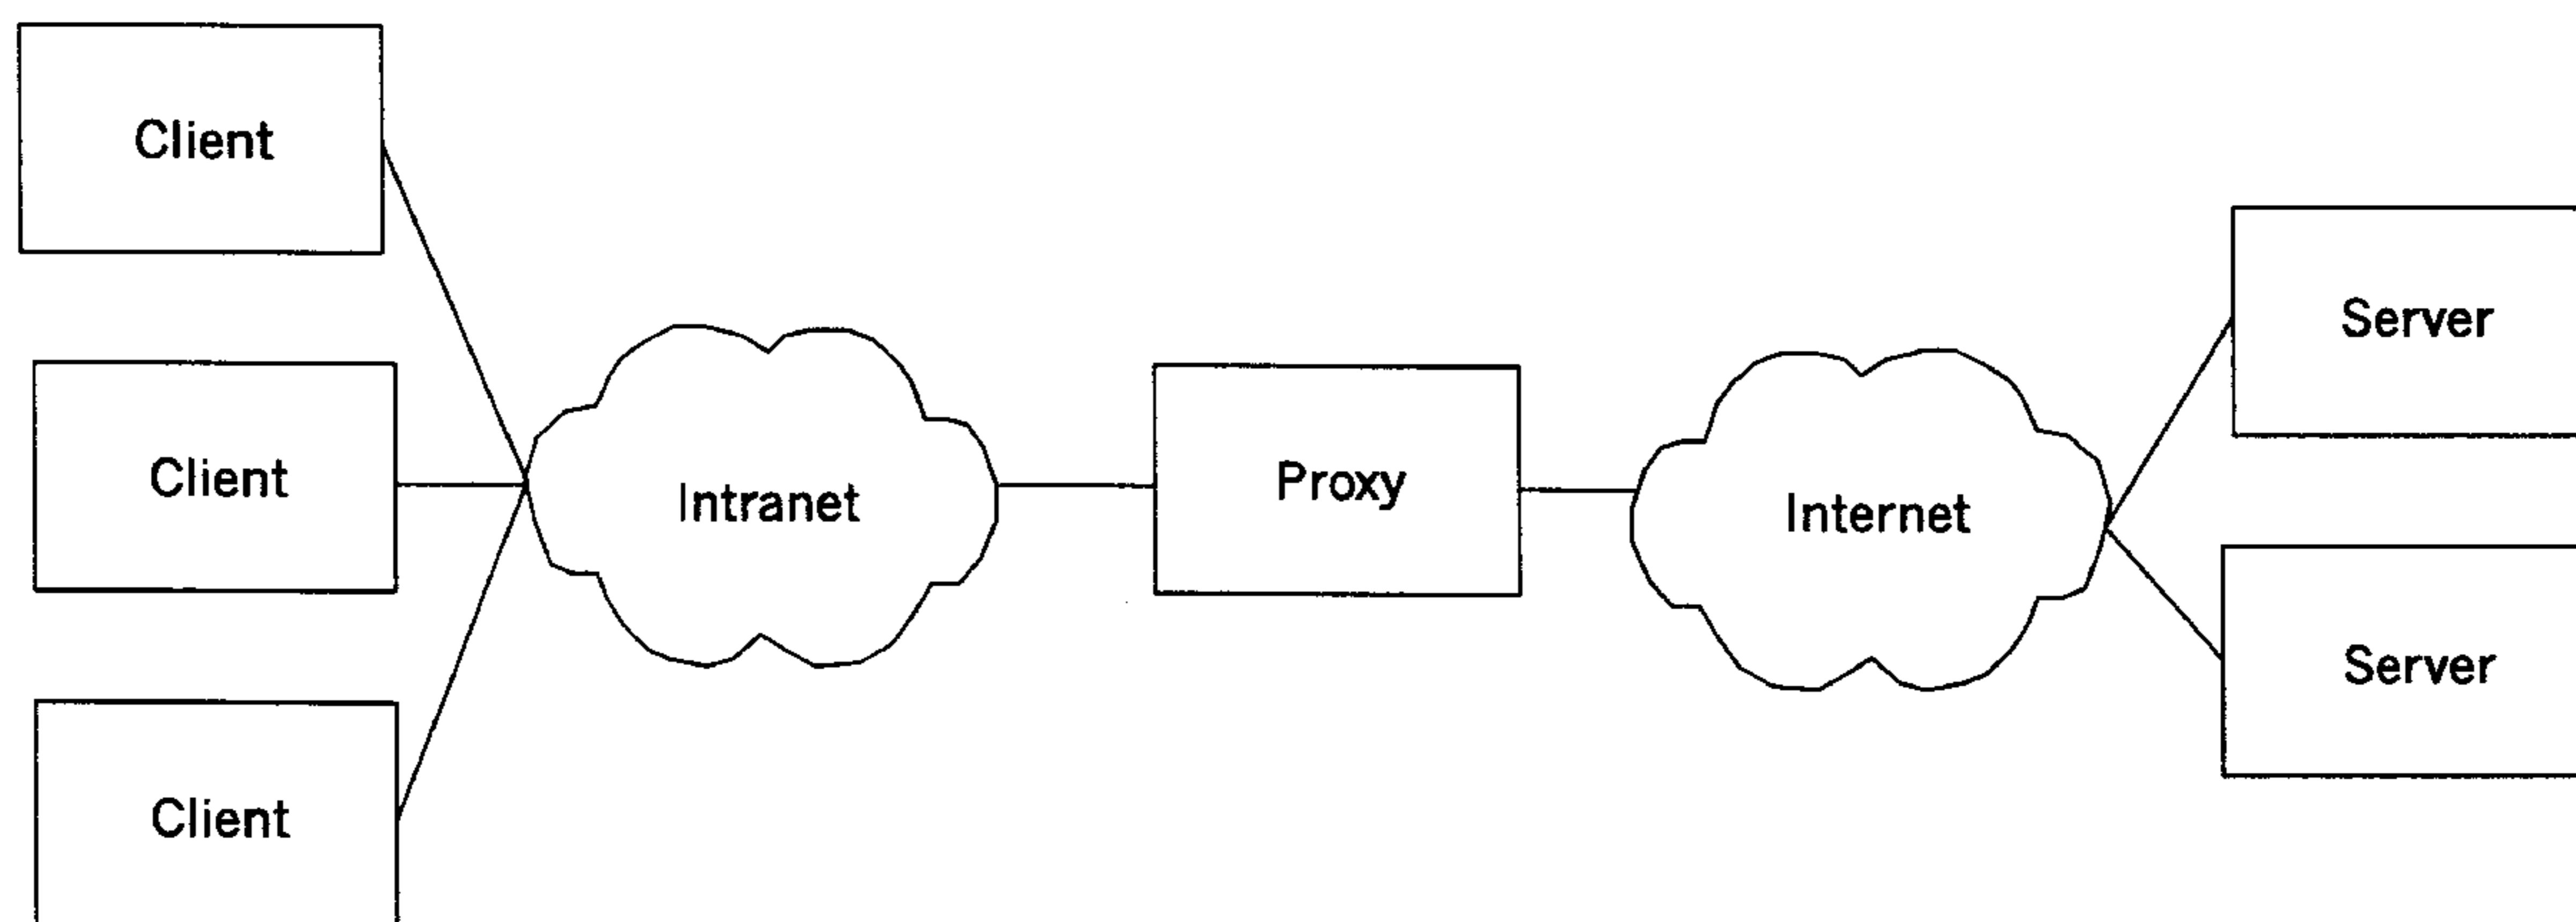 Client
Client
Client
Intranet
Proxy
Internet
Server
Server